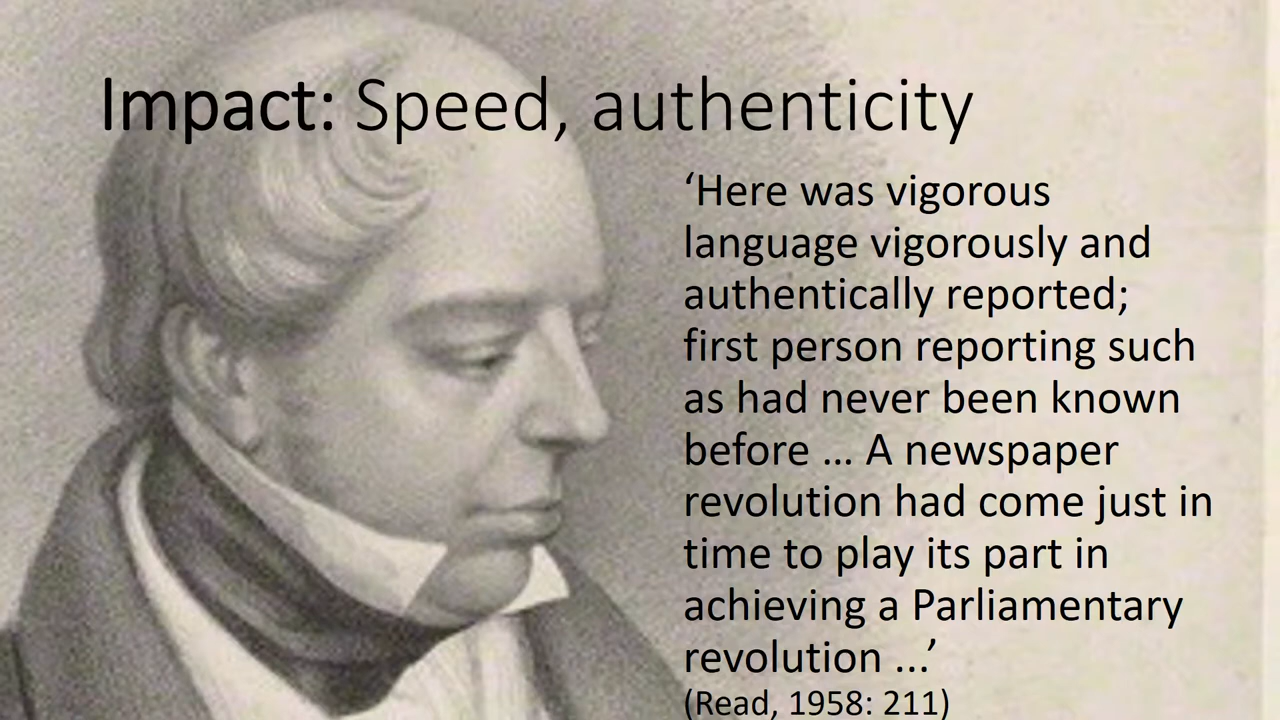 Impact: Speed, authenticity
‘Here was vigorous
language vigorously and
authentically reported;
first person reporting such
as had never been known
before ... A newspaper
revolution had come just in
time to play its part in
achieving a Parliamentary
revolution ...’
(Read, 1958: 211)